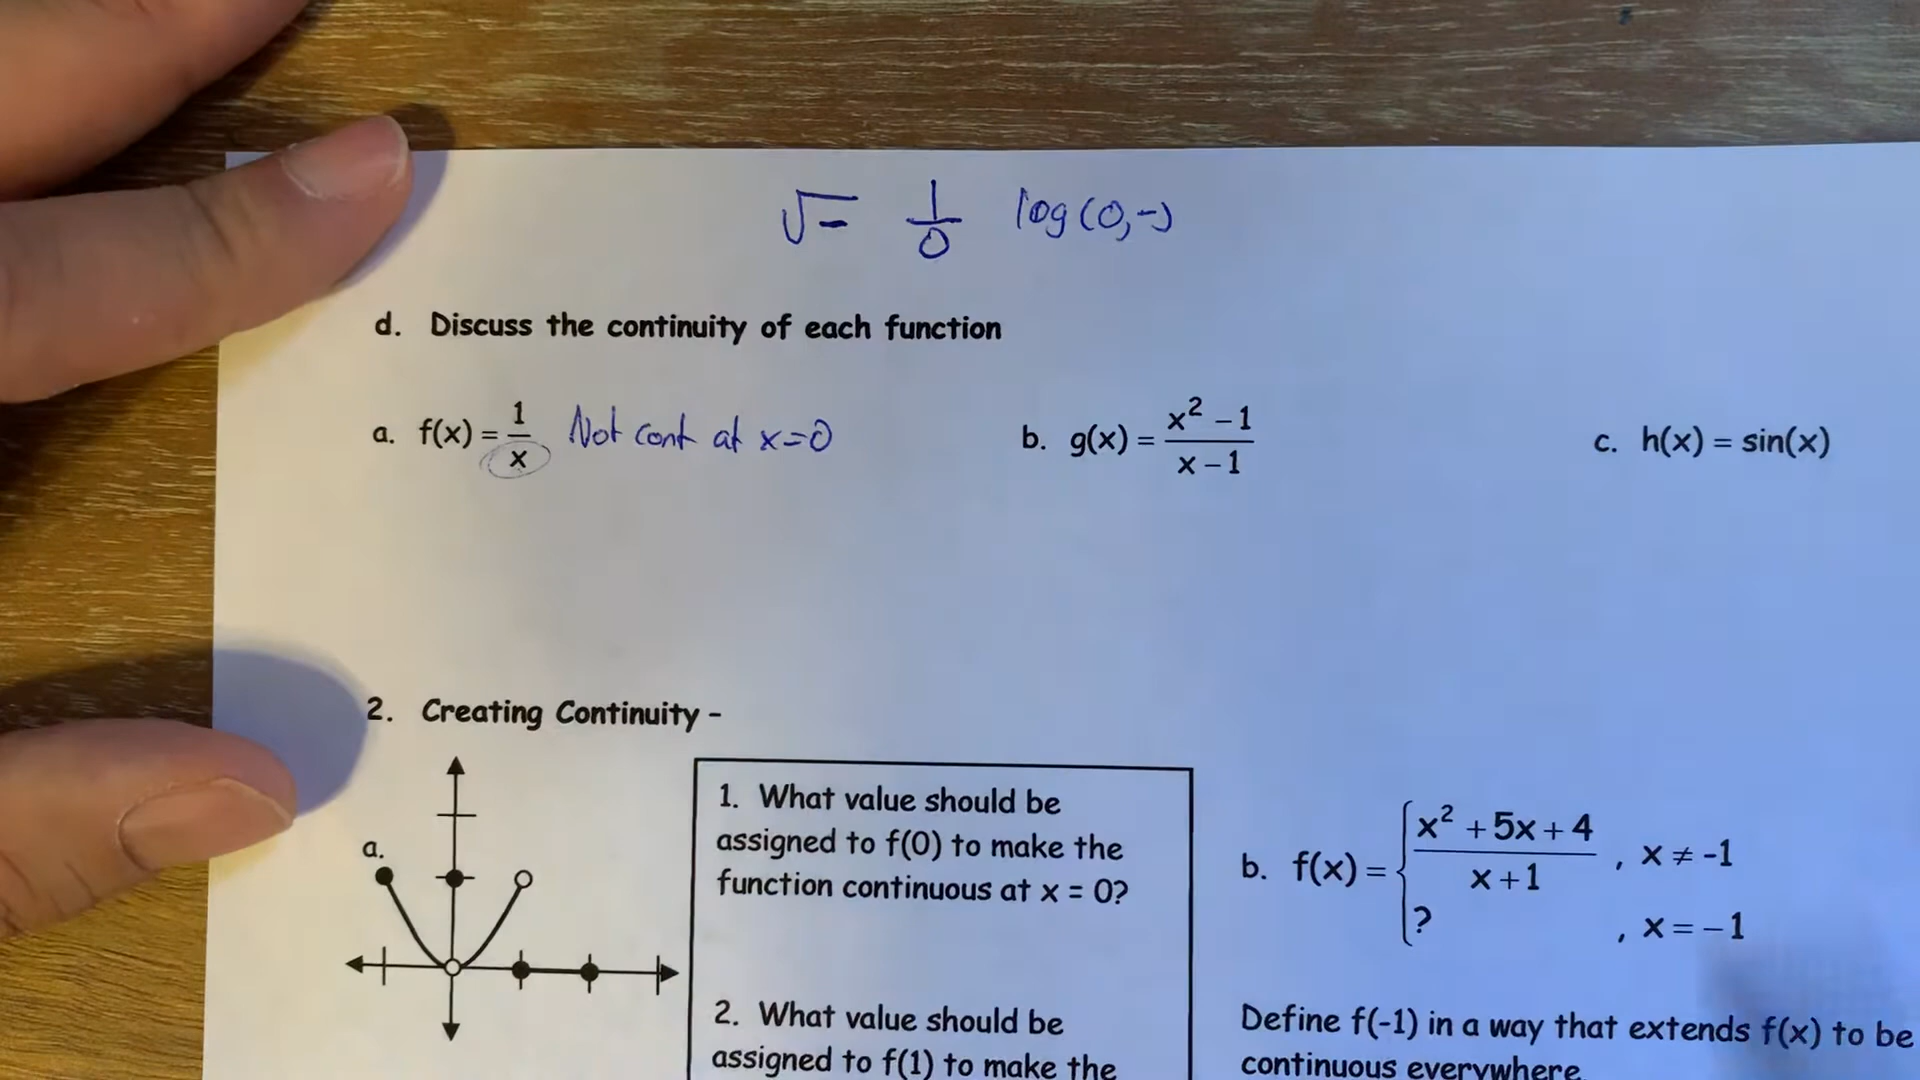 √- 1/0 log(0,-)
d. Discuss the continuity of each function
a. f(x) = 1/x Not cont at x=0
b. g(x) = (x² - 1)/(x - 1)
c. h(x) = sin(x)
2. Creating Continuity -
a.
1. What value should be
assigned to f(0) to make the
function continuous at x = 0?
2. What value should be
assigned to f(1) to make the
b. f(x) = { (x² + 5x + 4)/(x + 1) , x ≠ -1
? , x = -1
Define f(-1) in a way that extends f(x) to be
continuous everywhere.